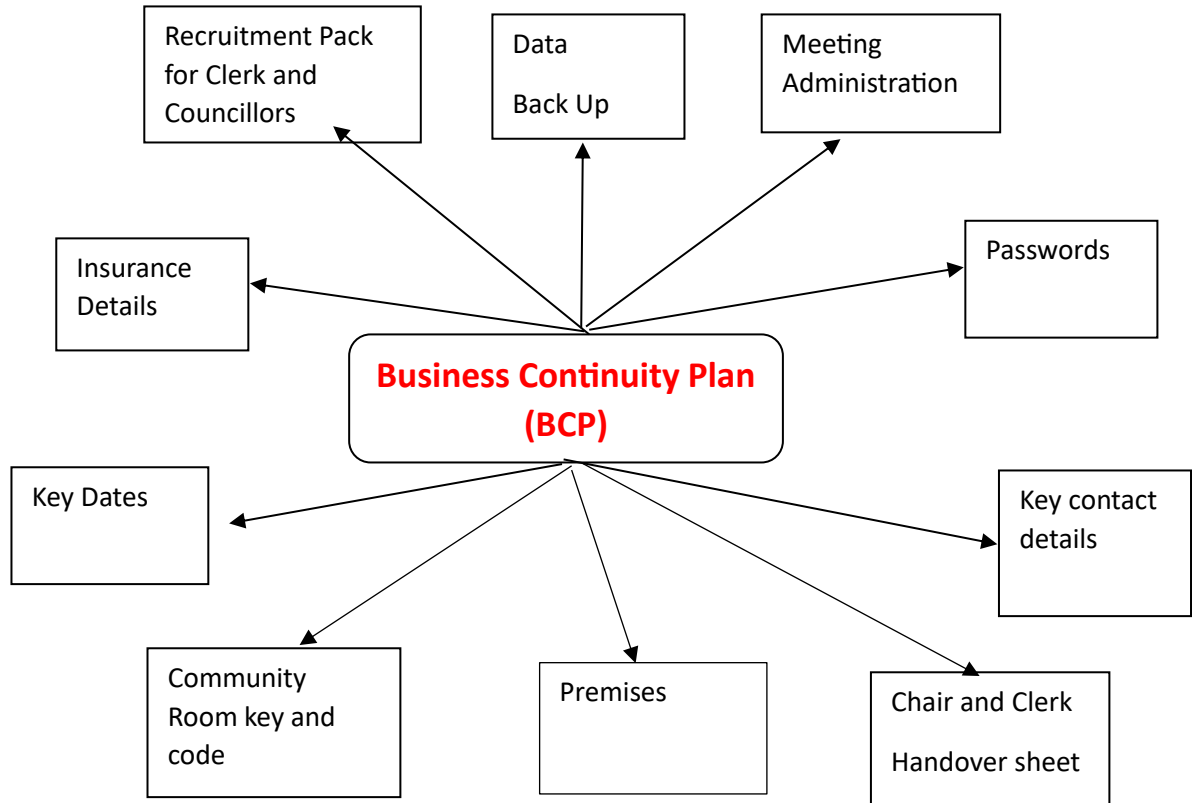 Recruitment Pack
for Clerk and
Councillors
Data
Back Up
Meeting
Administration
Insurance
Details
Passwords
Business Continuity Plan
(BCP)
Key Dates
Key contact
details
Community
Room key and
code
Premises
Chair and Clerk
Handover sheet